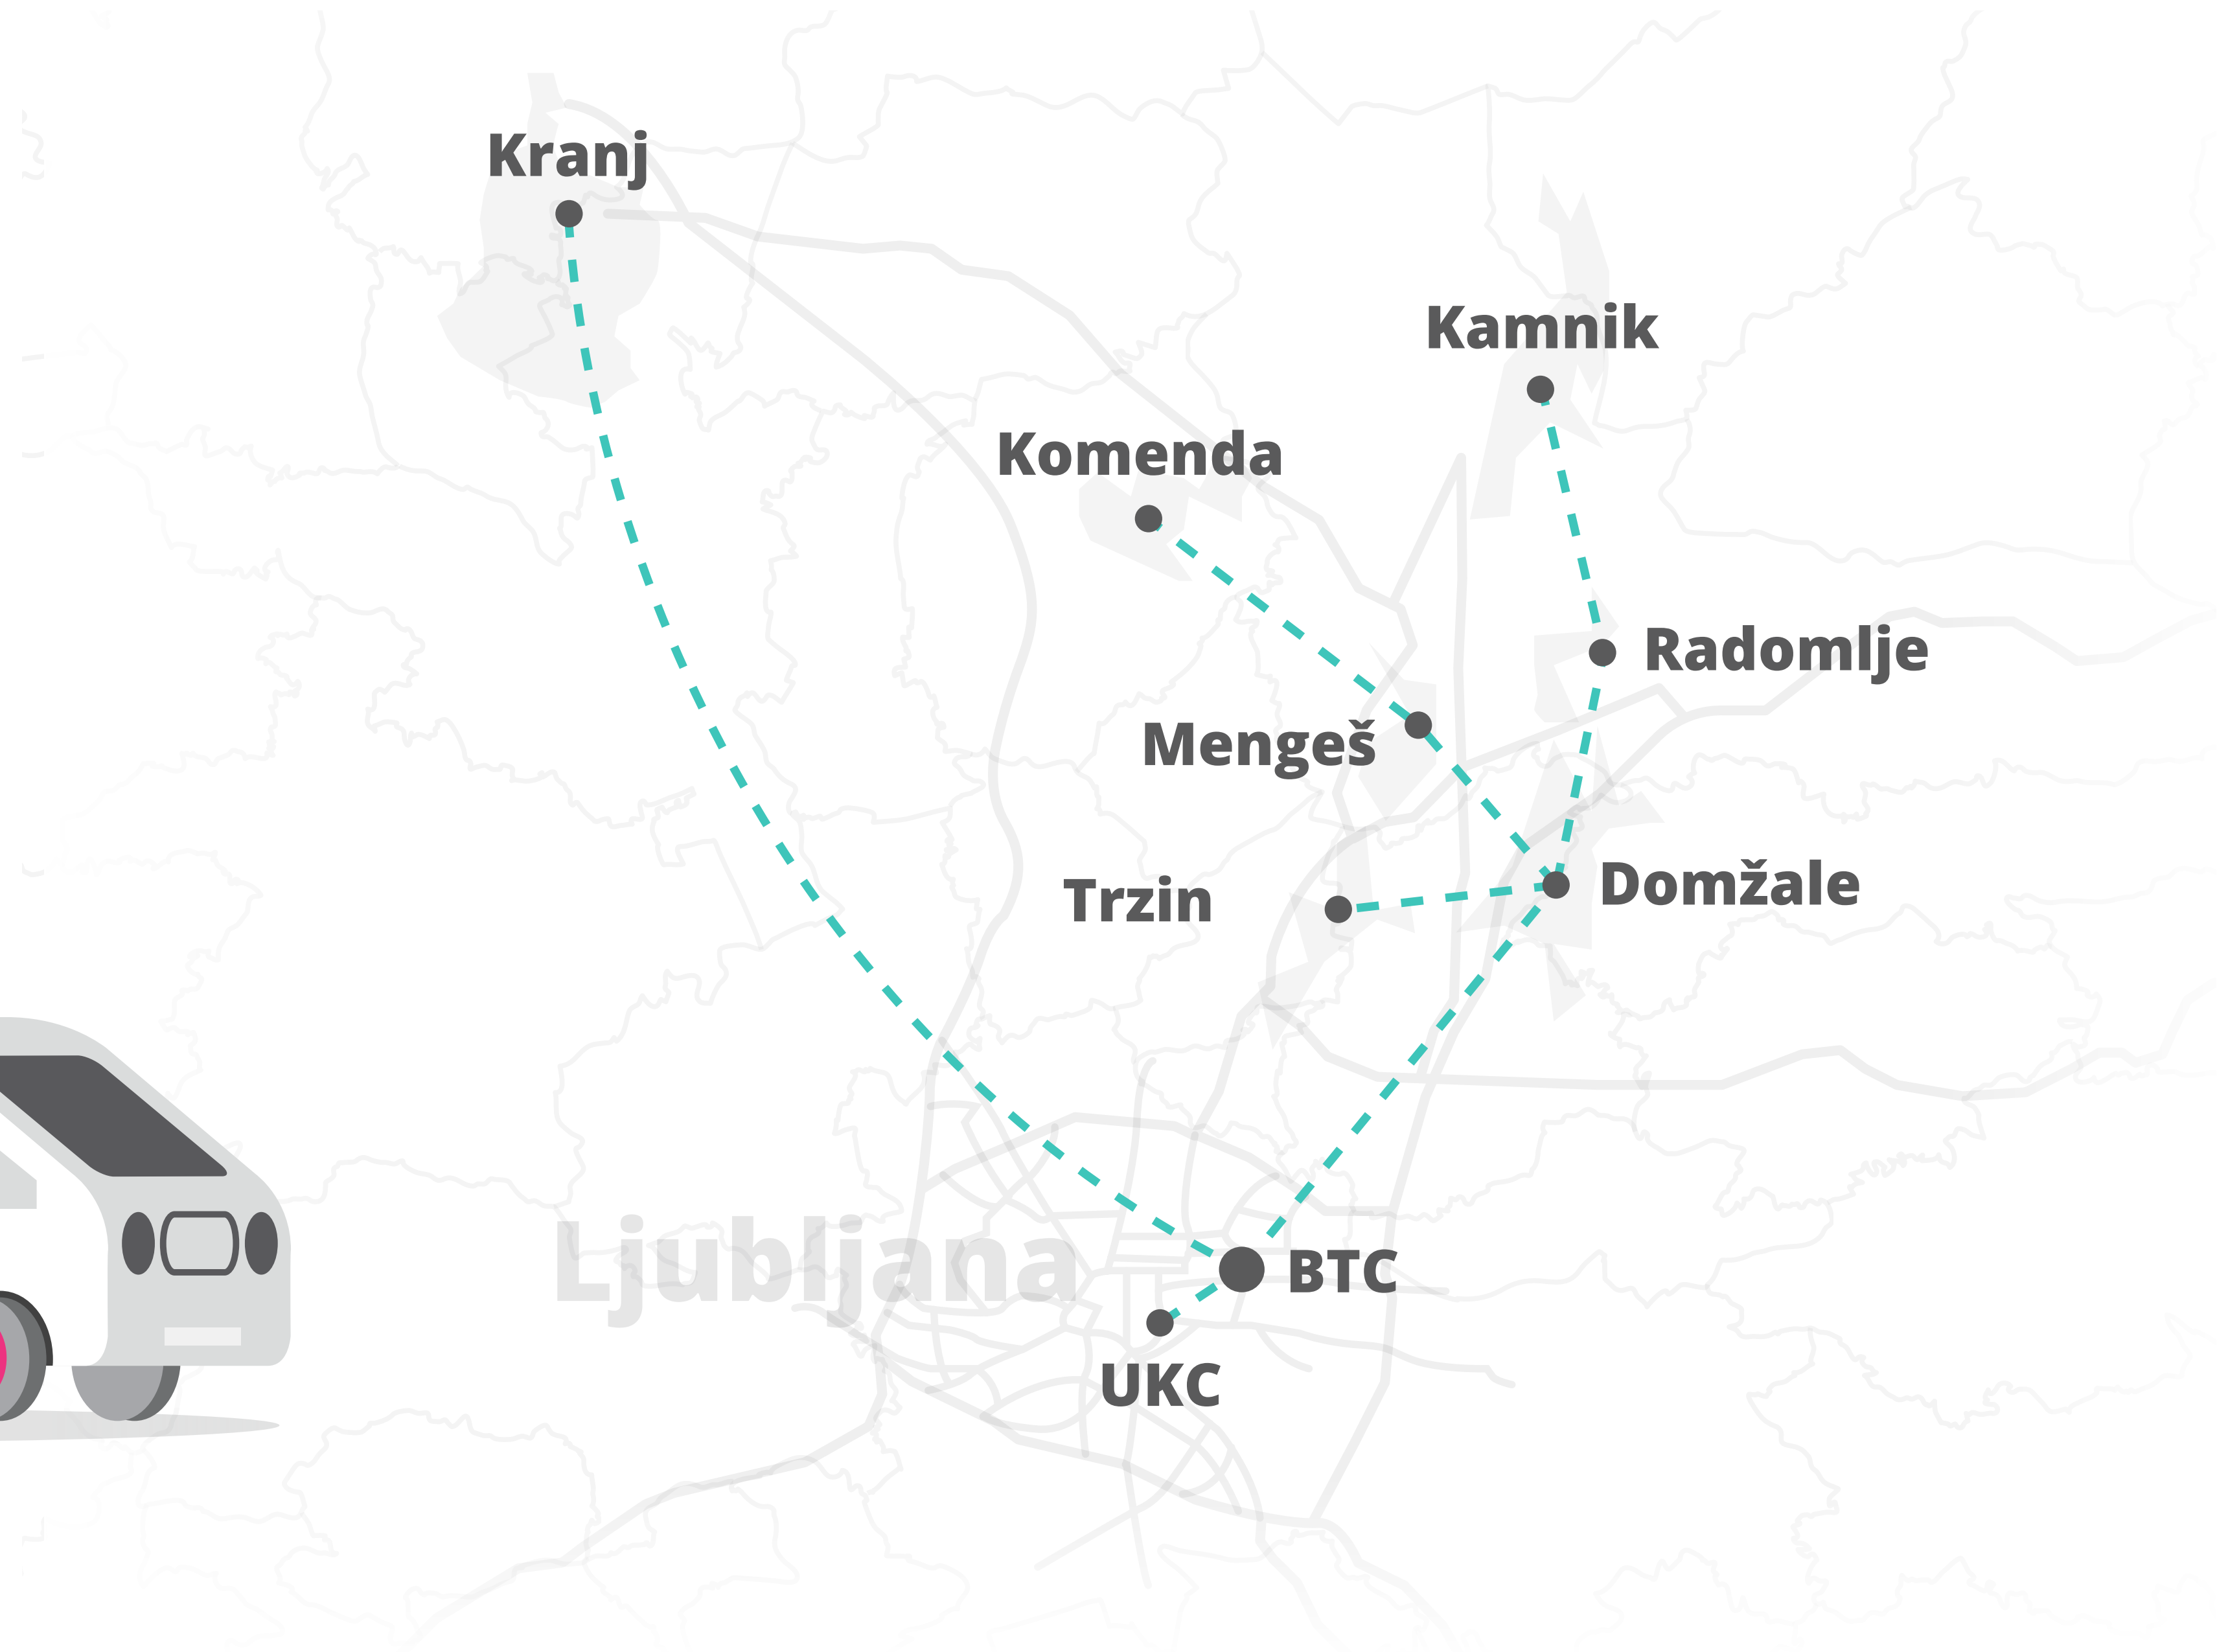 Kranj
Kamnik
Komenda
Radomlje
Mengeš
Trzin
Domžale
Ljubljana
BTC
UKC